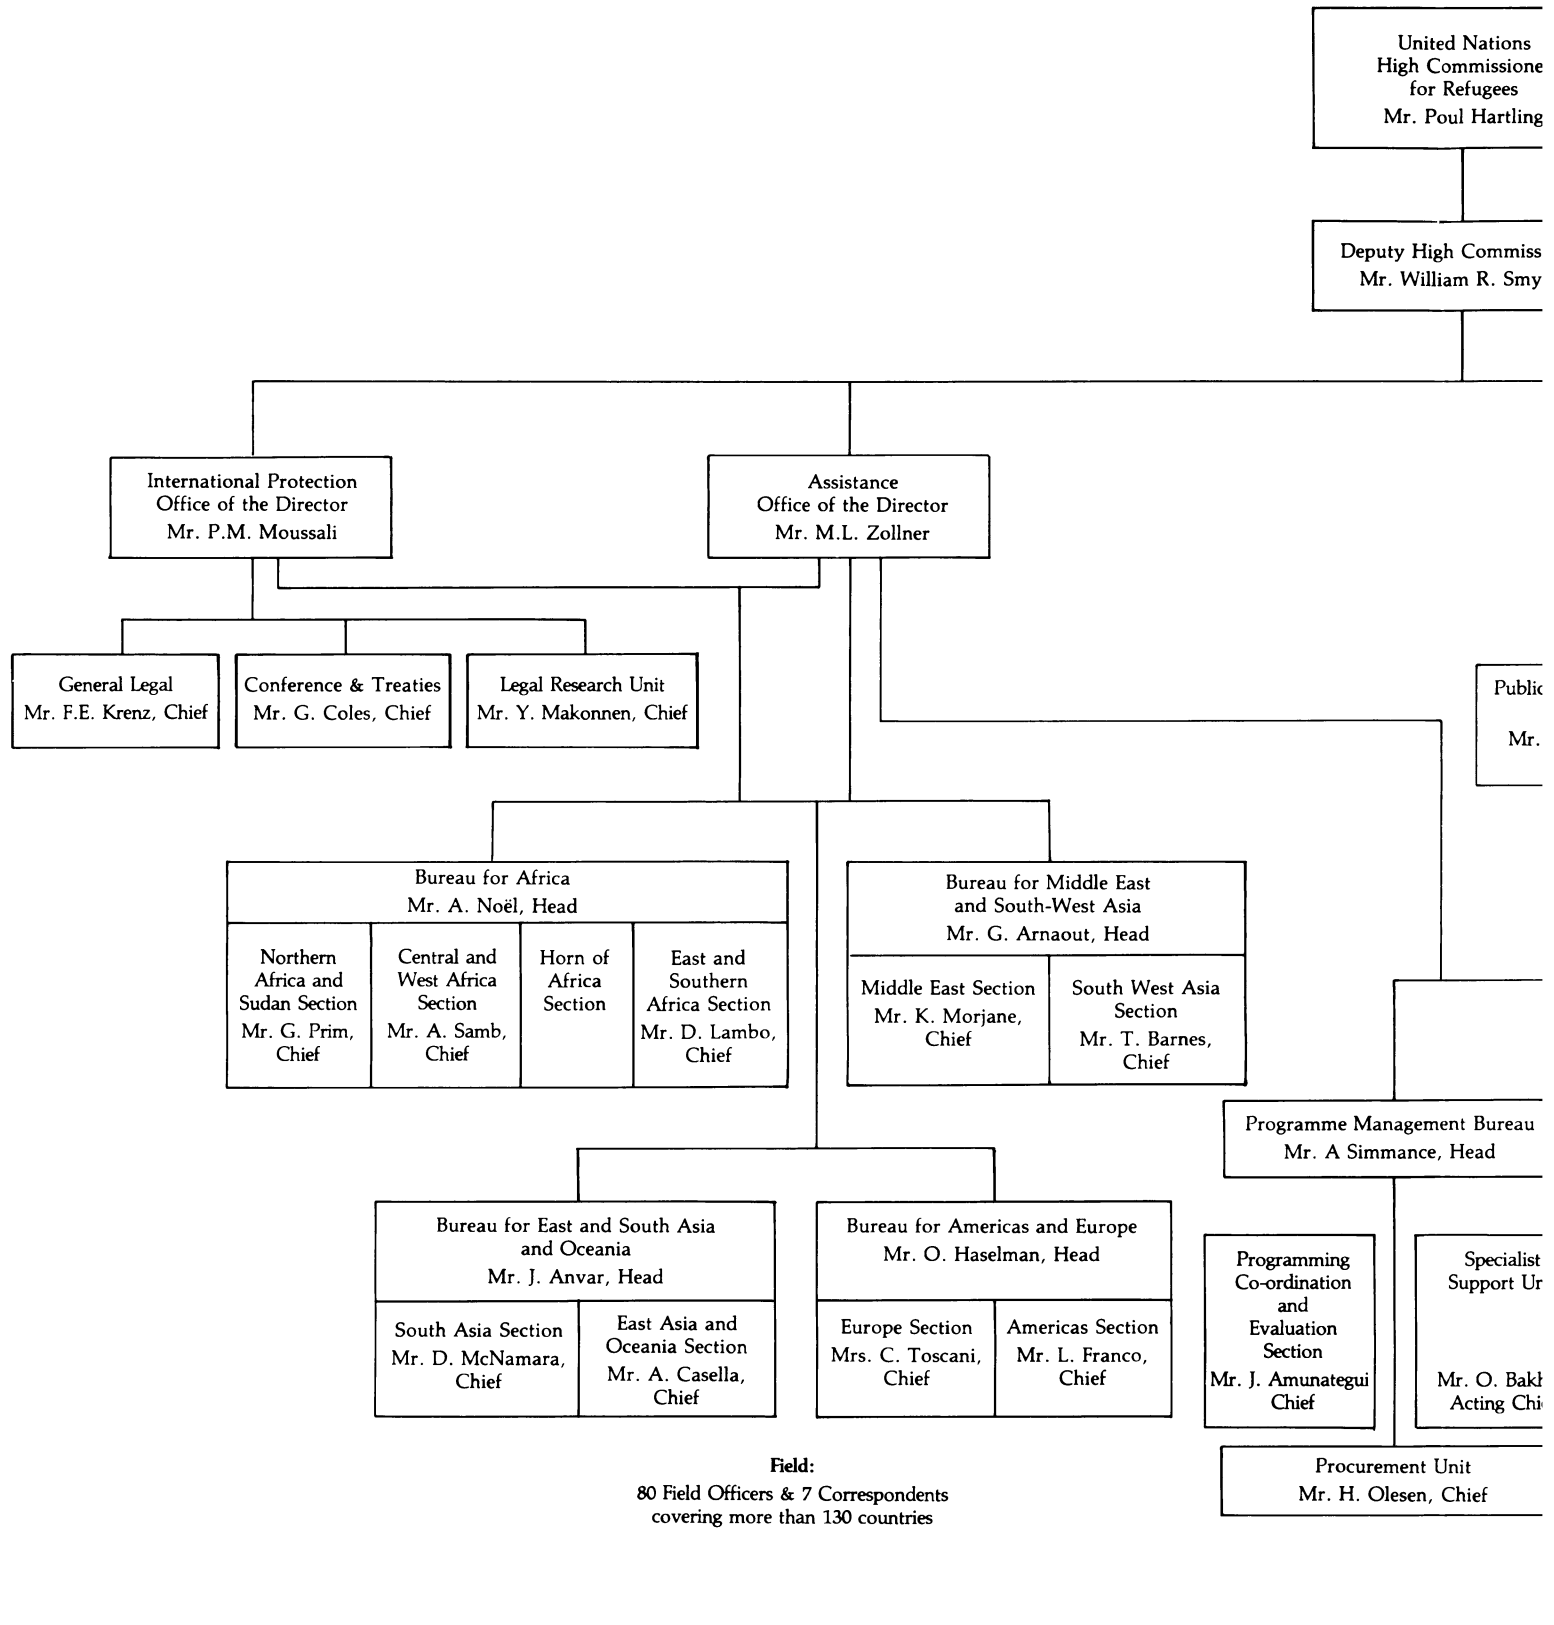 United Nations
High Commissione
for Refugees
Mr. Poul Hartling
Deputy High Commiss
Mr. William R. Smy
International Protection
Office of the Director
Mr. P.M. Moussali
Assistance
Office of the Director
Mr. M.L. Zollner
General Legal
Mr. F.E. Krenz, Chief
Conference & Treaties
Mr. G. Coles, Chief
Legal Research Unit
Mr. Y. Makonnen, Chief
Public
Mr.
Bureau for Africa
Mr. A. Noël, Head
Northern
Africa and
Sudan Section
Mr. G. Prim,
Chief
Central and
West Africa
Section
Mr. A. Samb,
Chief
Horn of
Africa
Section
East and
Southern
Africa Section
Mr. D. Lambo,
Chief
Bureau for Middle East
and South-West Asia
Mr. G. Arnaout, Head
Middle East Section
Mr. K. Morjane,
Chief
South West Asia
Section
Mr. T. Barnes,
Chief
Programme Management Bureau
Mr. A Simmance, Head
Bureau for East and South Asia
and Oceania
Mr. J. Anvar, Head
South Asia Section
Mr. D. McNamara,
Chief
East Asia and
Oceania Section
Mr. A. Casella,
Chief
Bureau for Americas and Europe
Mr. O. Haselman, Head
Europe Section
Mrs. C. Toscani,
Chief
Americas Section
Mr. L. Franco,
Chief
Programming
Co-ordination
and
Evaluation
Section
Mr. J. Amunategui
Chief
Specialist
Support Un
Mr. O. Bakh
Acting Chi
Procurement Unit
Mr. H. Olesen, Chief
Field:
80 Field Officers & 7 Correspondents
covering more than 130 countries